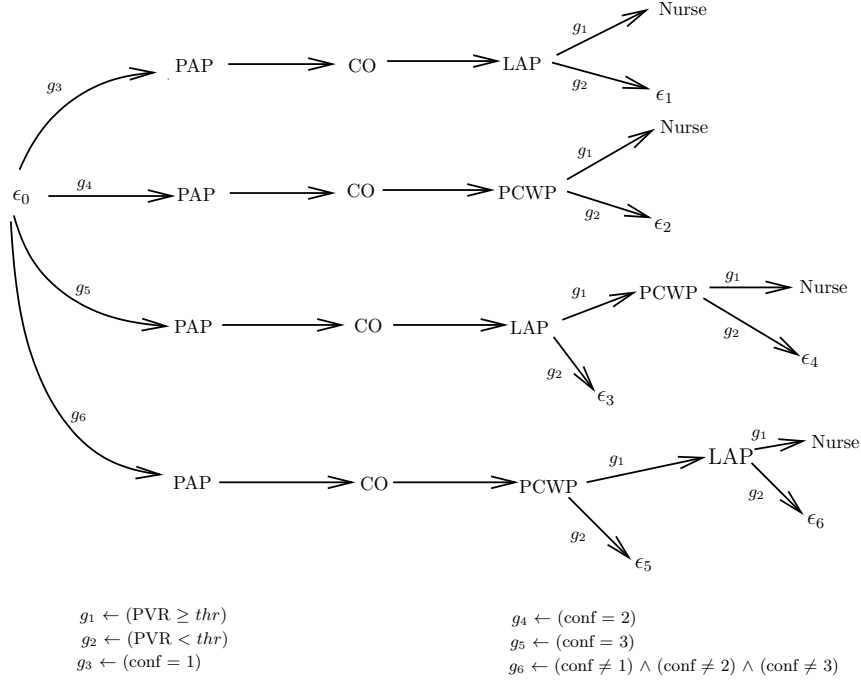 Nurse
g₁
g₃ PAP CO LAP
g₂
ϵ₁
Nurse
g₁
ϵ₀ g₄ PAP CO PCWP
g₂
ϵ₂
g₅ g₁ PCWP g₁ Nurse
PAP CO LAP g₂
g₂ ϵ₄
ϵ₃
g₆
g₁ Nurse
g₁ LAP
PAP CO PCWP g₂
ϵ₆
g₂
ϵ₅
g₁ ← (PVR ≥ thr)
g₂ ← (PVR < thr)
g₃ ← (conf = 1)
g₄ ← (conf = 2)
g₅ ← (conf = 3)
g₆ ← (conf ≠ 1) ∧ (conf ≠ 2) ∧ (conf ≠ 3)